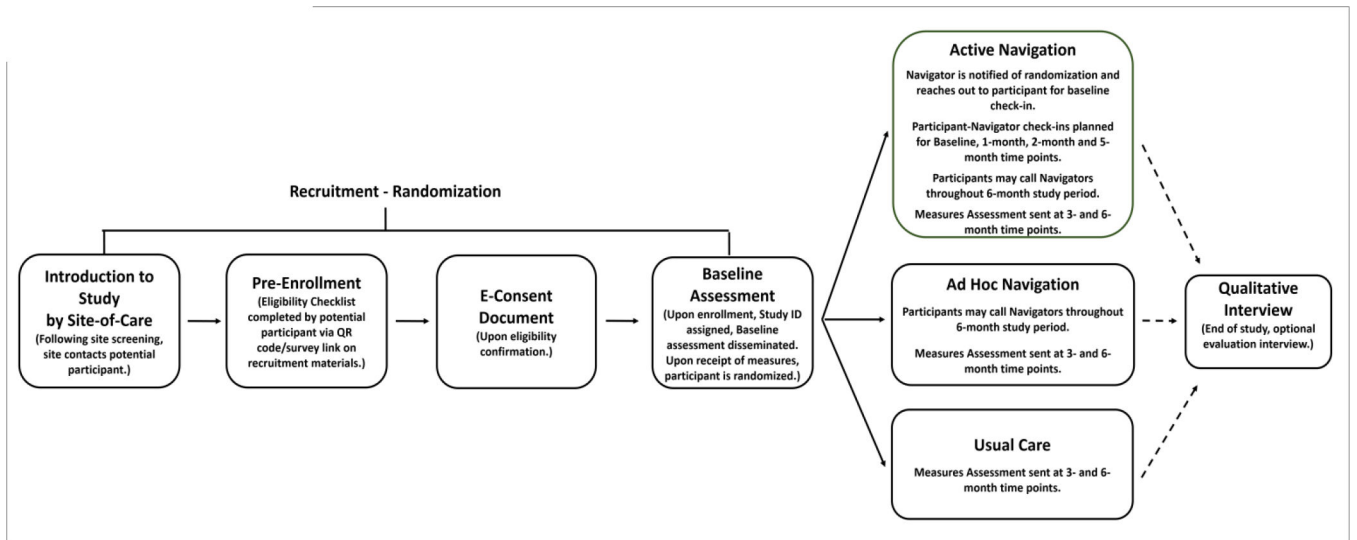 Recruitment - Randomization
Introduction to
Study
by Site-of-Care
(Following site screening,
site contacts potential
participant.)
Pre-Enrollment
(Eligibility Checklist
completed by potential
participant via QR
code/survey link on
recruitment materials.)
E-Consent
Document
(Upon eligibility
confirmation.)
Baseline
Assessment
(Upon enrollment, Study ID
assigned, Baseline
assessment disseminated.
Upon receipt of measures,
participant is randomized.)
Active Navigation
Navigator is notified of randomization and
reaches out to participant for baseline
check-in.
Participant-Navigator check-ins planned
for Baseline, 1-month, 2-month and 5-
month time points.
Participants may call Navigators
throughout 6-month study period.
Measures Assessment sent at 3- and 6-
month time points.
Ad Hoc Navigation
Participants may call Navigators throughout
6-month study period.
Measures Assessment sent at 3- and 6-
month time points.
Usual Care
Measures Assessment sent at 3- and 6-
month time points.
Qualitative
Interview
(End of study, optional
evaluation interview.)